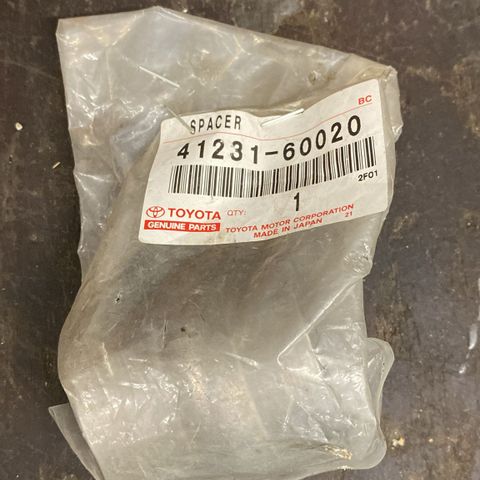 BC
SPACER
41231-60020
2F01
TOYOTA QTY: 1
GENUINE PARTS
TOYOTA MOTOR CORPORATION
MADE IN JAPAN 21